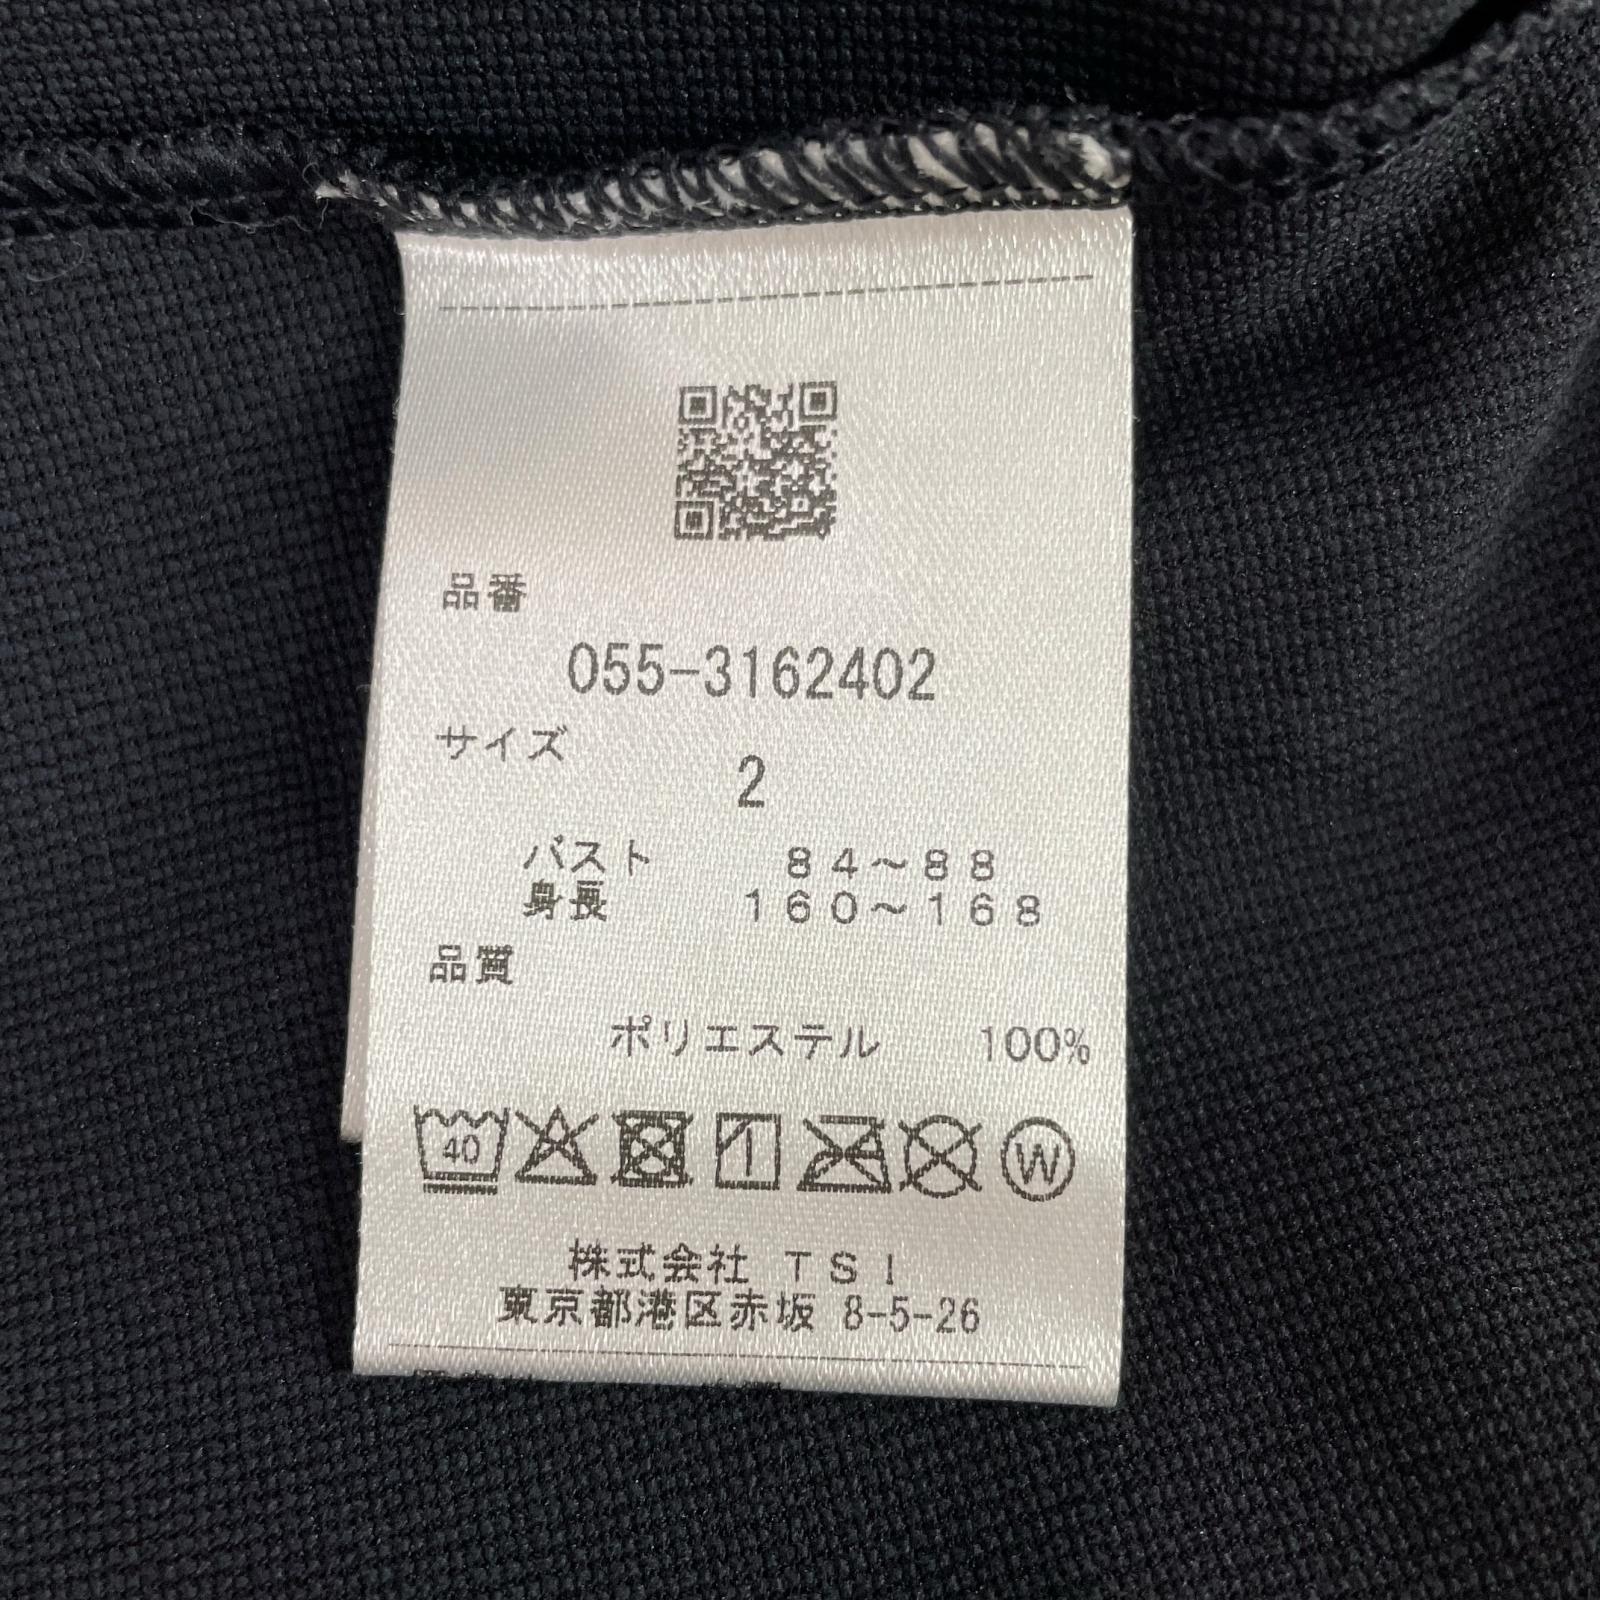 品番
055-3162402
サイズ
2
バスト 84～88
身長 160～168
品質
ポリエステル 100%
40
W
株式会社 TSI
東京都港区赤坂 8-5-26